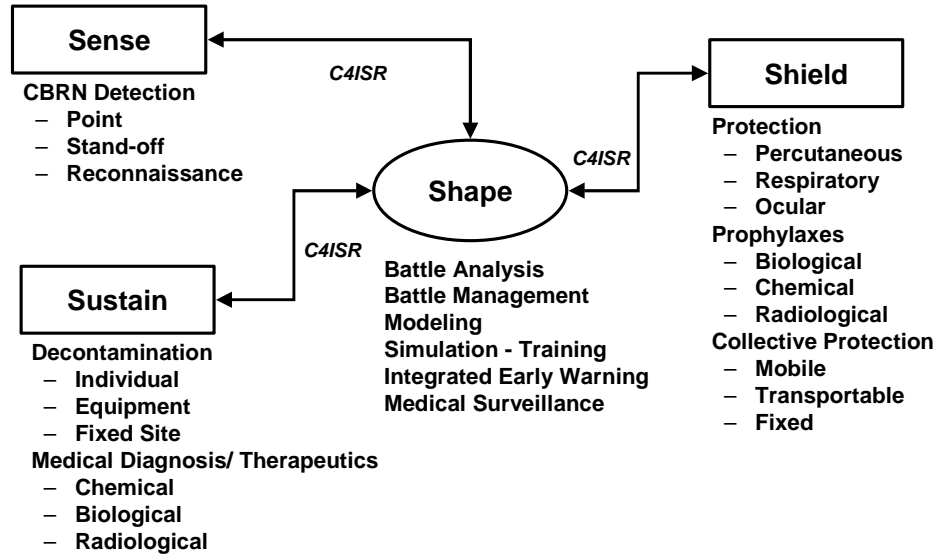 Sense
C4ISR
CBRN Detection
– Point
– Stand-off
– Reconnaissance
Shield
C4ISR
Protection
– Percutaneous
– Respiratory
– Ocular
Prophylaxes
– Biological
– Chemical
– Radiological
Collective Protection
– Mobile
– Transportable
– Fixed
Shape
Battle Analysis
Battle Management
Modeling
Simulation - Training
Integrated Early Warning
Medical Surveillance
C4ISR
Sustain
Decontamination
– Individual
– Equipment
– Fixed Site
Medical Diagnosis/ Therapeutics
– Chemical
– Biological
– Radiological